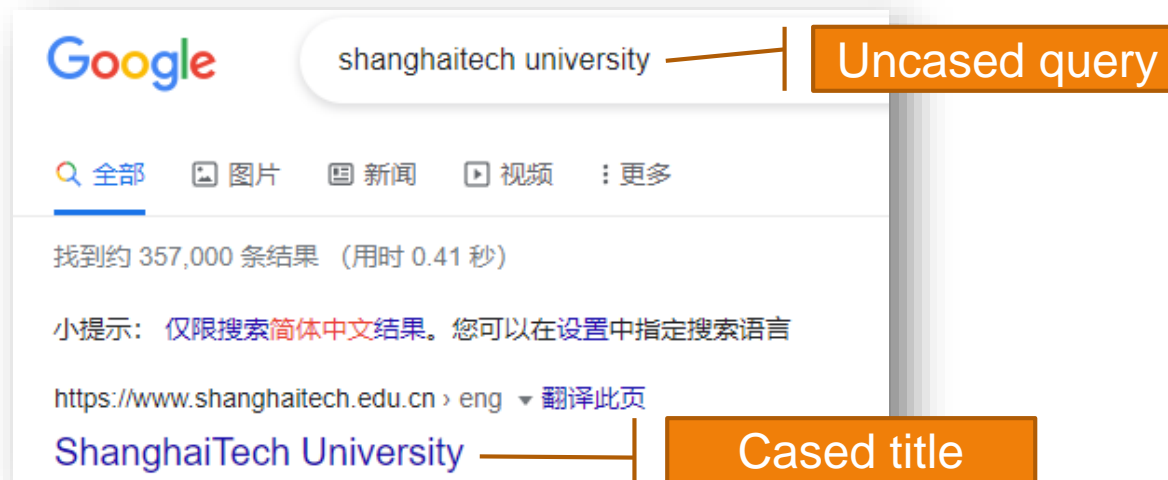 Google
shanghaitech university
Uncased query
全部 图片 新闻 视频 更多
找到约 357,000 条结果 （用时 0.41 秒）
小提示： 仅限搜索简体中文结果。您可以在设置中指定搜索语言
https://www.shanghaitech.edu.cn › eng ▾ 翻译此页
ShanghaiTech University
Cased title